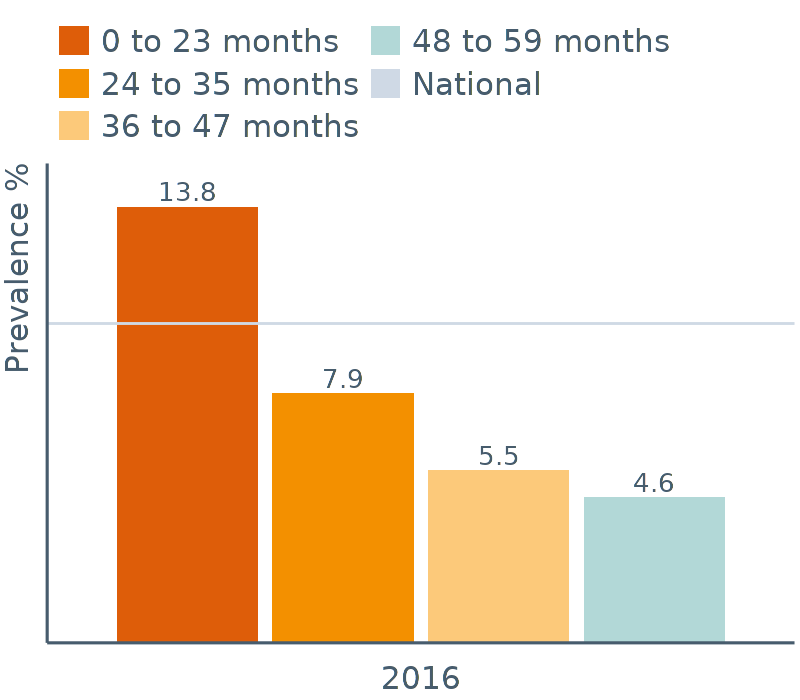 0 to 23 months
24 to 35 months
36 to 47 months
48 to 59 months
National
Prevalence %
13.8
7.9
5.5
4.6
2016